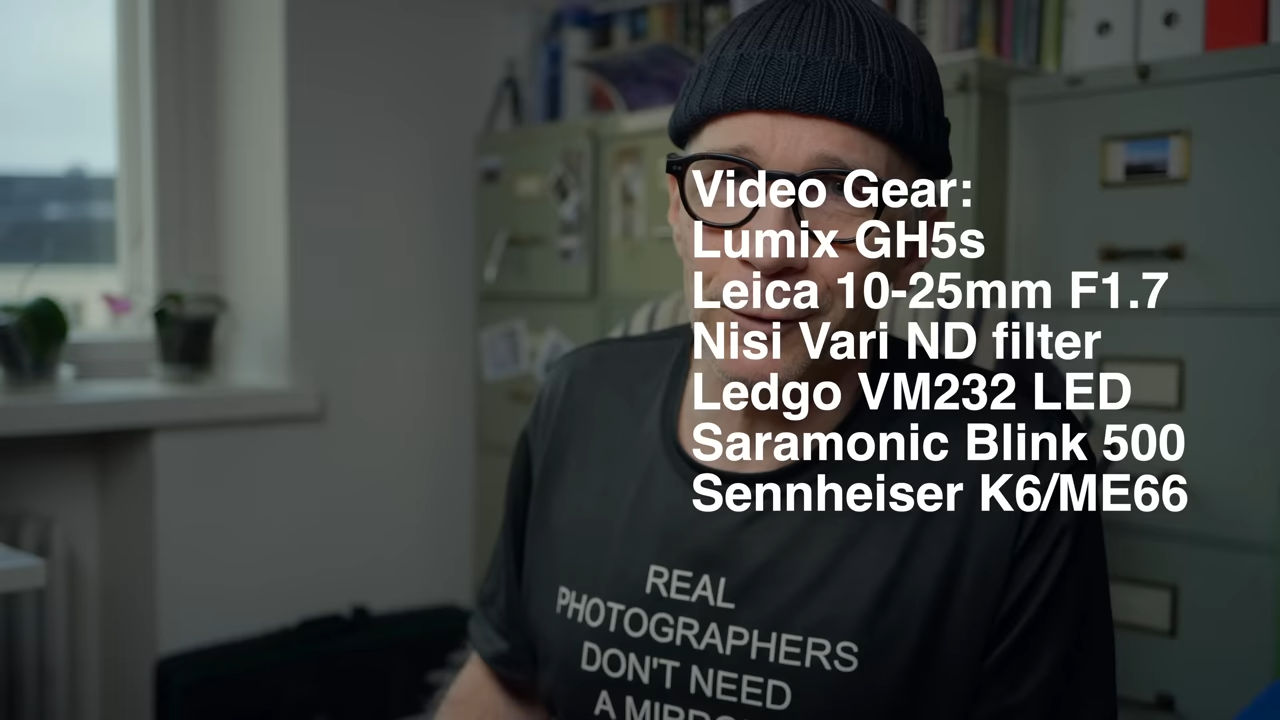 Video Gear:
Lumix GH5s
Leica 10-25mm F1.7
Nisi Vari ND filter
Ledgo VM232 LED
Saramonic Blink 500
Sennheiser K6/ME66
REAL
PHOTOGRAPHERS
DON'T NEED
A